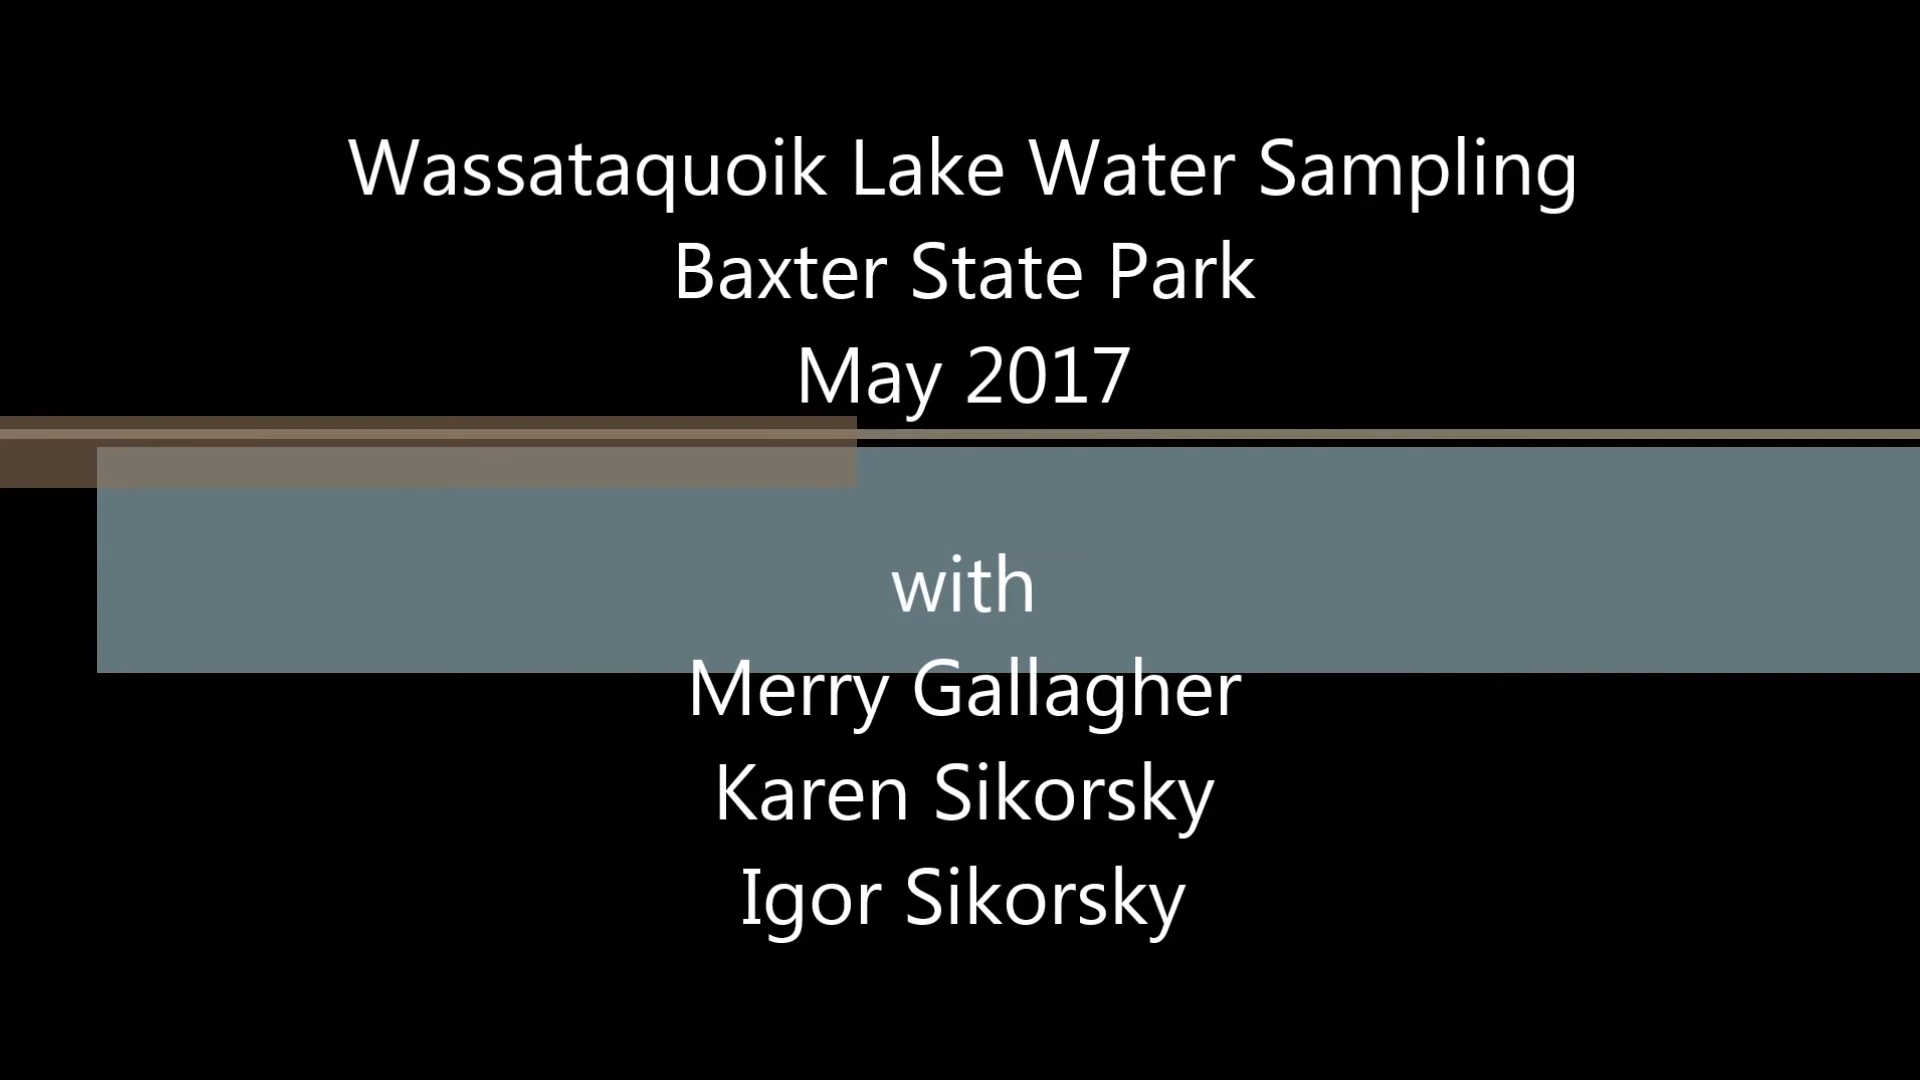 Wassataquoik Lake Water Sampling
Baxter State Park
May 2017
with
Merry Gallagher
Karen Sikorsky
Igor Sikorsky